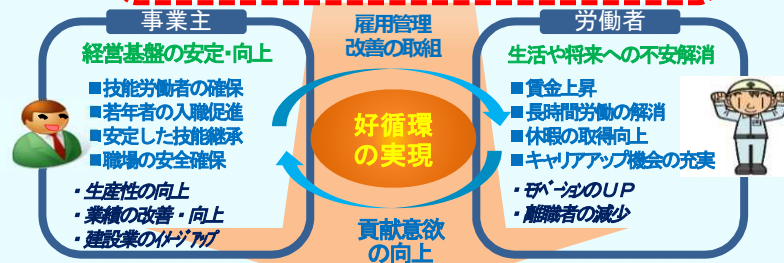 事業主
経営基盤の安定・向上
■技能労働者の確保
■若年者の入職促進
■安定した技能継承
■職場の安全確保
・生産性の向上
・業績の改善・向上
・建設業のｲﾒｰｼﾞｱｯﾌﾟ
雇用管理
改善の取組
好循環
の実現
貢献意欲
の向上
労働者
生活や将来への不安解消
■賃金上昇
■長時間労働の解消
■休暇の取得向上
■キャリアアップ機会の充実
・ﾓﾁﾍﾞｰｼｮﾝのＵＰ
・離職者の減少